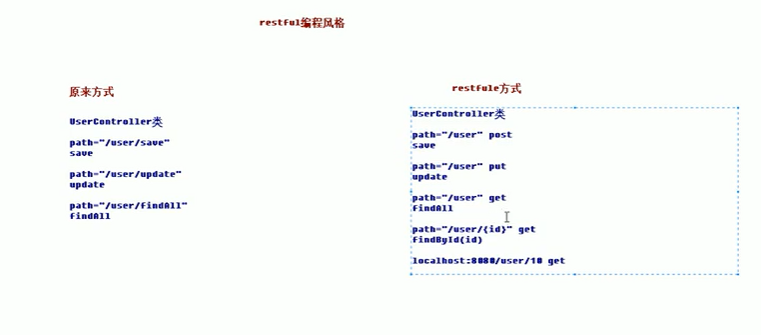 restful编程风格
原来方式
UserController类
path="/user/save"
save
path="/user/update"
update
path="/user/findAll"
findAll
restfule方式
UserController类
path="/user" post
save
path="/user" put
update
path="/user" get
findAll
path="/user/{id}" get
findById(id)
localhost:8080/user/10 get